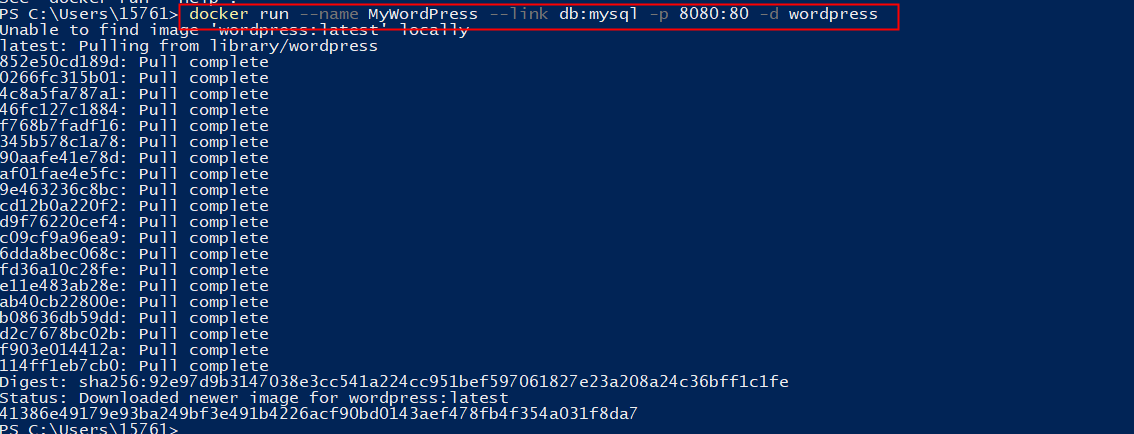 See 'docker run --help'.
PS C:\Users\15761> docker run --name MyWordPress --link db:mysql -p 8080:80 -d wordpress
Unable to find image 'wordpress:latest' locally
latest: Pulling from library/wordpress
852e50cd189d: Pull complete
0266fc315b01: Pull complete
4c8a5fa787a1: Pull complete
46fc127c1884: Pull complete
f768b7fadf16: Pull complete
345b578c1a78: Pull complete
90aafe41e78d: Pull complete
af01fae4e5fc: Pull complete
9e463236c8bc: Pull complete
cd12b0a220f2: Pull complete
d9f76220cef4: Pull complete
c09cf9a96ea9: Pull complete
6dda8bec068c: Pull complete
fd36a10c28fe: Pull complete
e11e483ab28e: Pull complete
ab40cb22800e: Pull complete
b08636db59dd: Pull complete
d2c7678bc02b: Pull complete
f903e014412a: Pull complete
114ff1eb7cb0: Pull complete
Digest: sha256:92e97d9b3147038e3cc541a224cc951bef597061827e23a208a24c36bff1c1fe
Status: Downloaded newer image for wordpress:latest
41386e49179e93ba249bf3e491b4226acf90bd0143aef478fb4f354a031f8da7
PS C:\Users\15761>